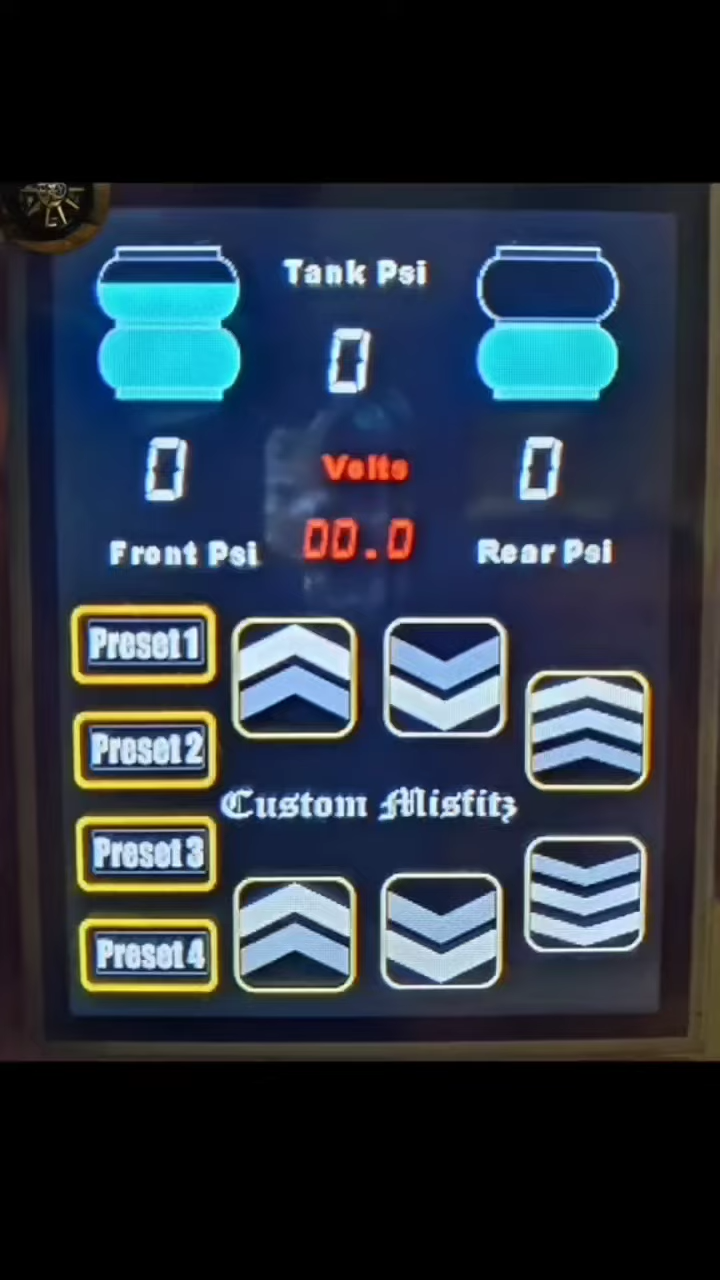 Tank Psi
0
0
Volts
0
Front Psi
00.0
Rear Psi
Preset 1
Preset 2
Custom Misfitz
Preset 3
Preset 4